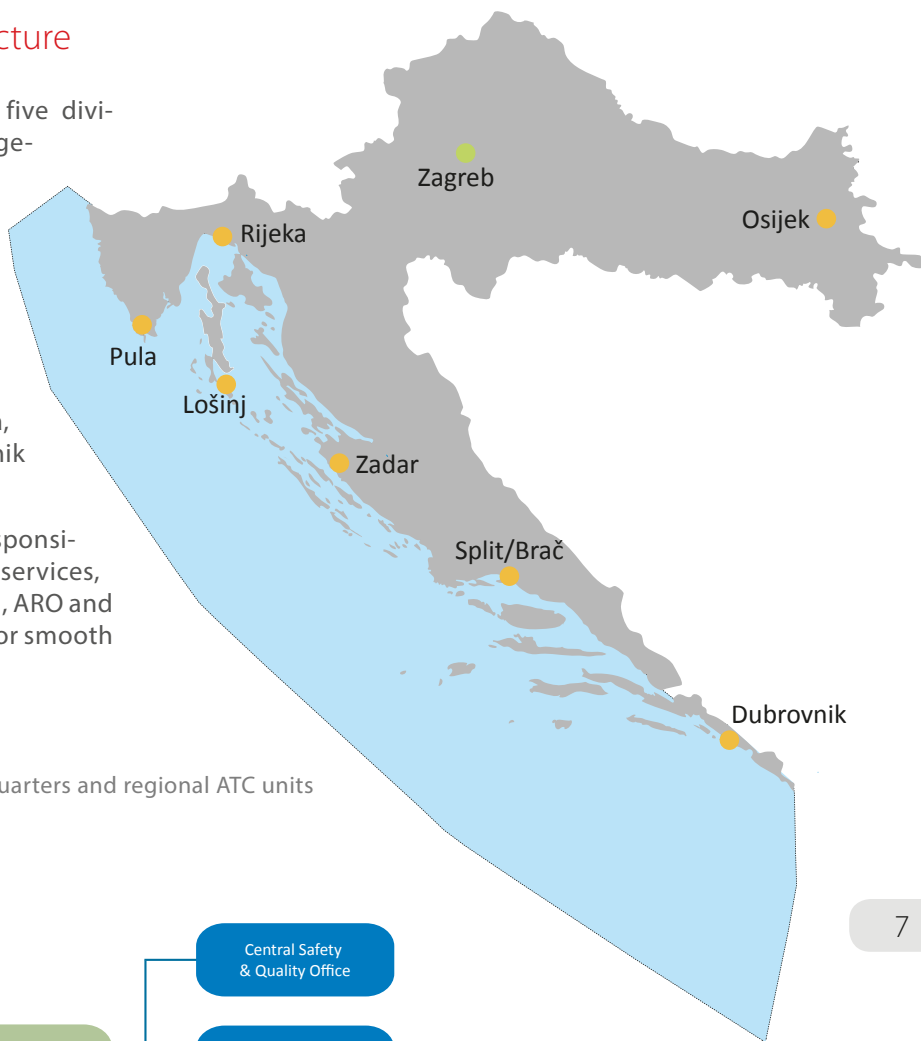 cture
five divi-
ge-
nik
sponsi-
services,
, ARO and
or smooth
Zagreb
Osijek
Rijeka
Pula
Lošinj
Zadar
Split/Brač
Dubrovnik
uarters and regional ATC units
7
Central Safety
& Quality Office